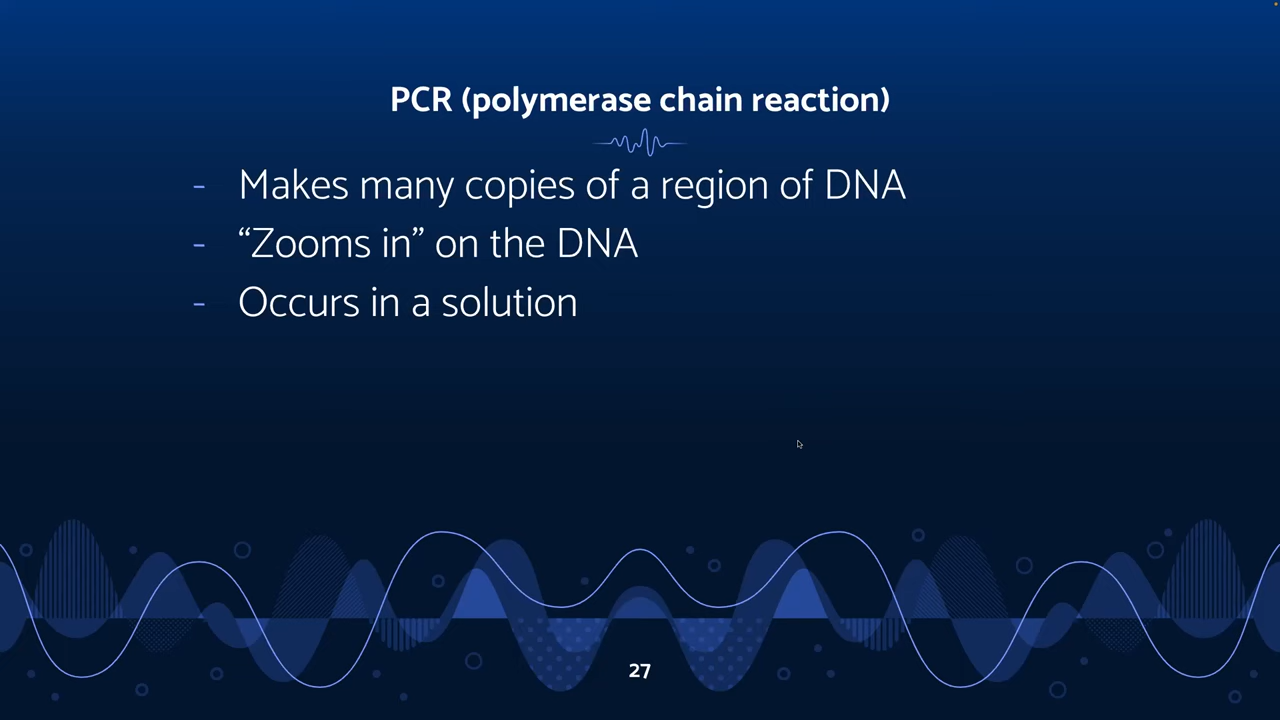 PCR (polymerase chain reaction)
- Makes many copies of a region of DNA
- “Zooms in” on the DNA
- Occurs in a solution
27